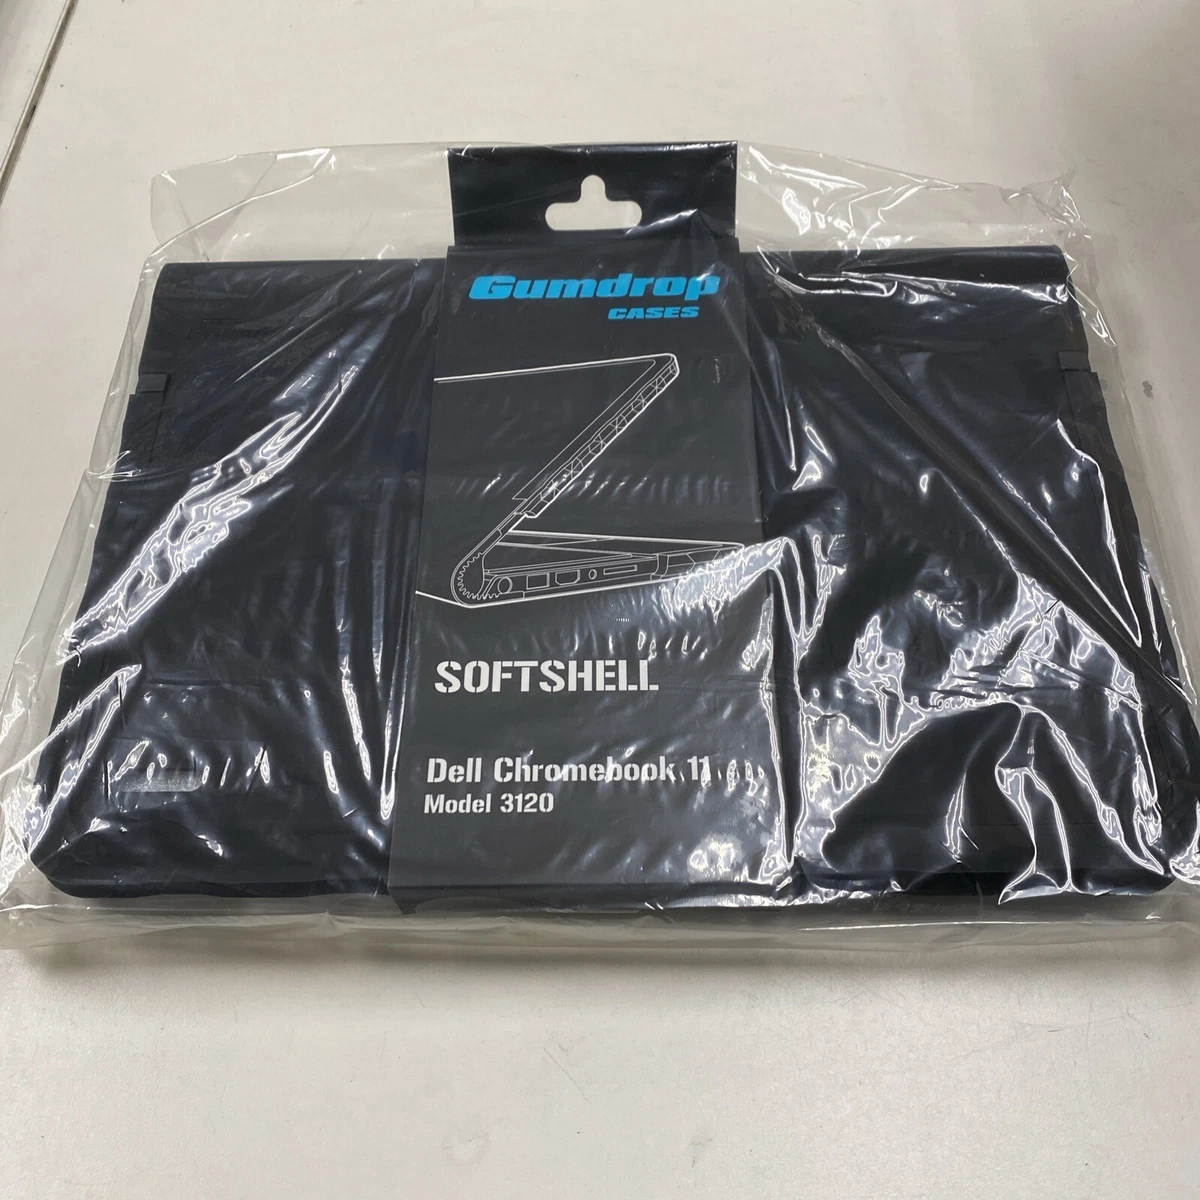 Gumdrop
CASES
SOFTSHELL
Dell Chromebook 11
Model 3120